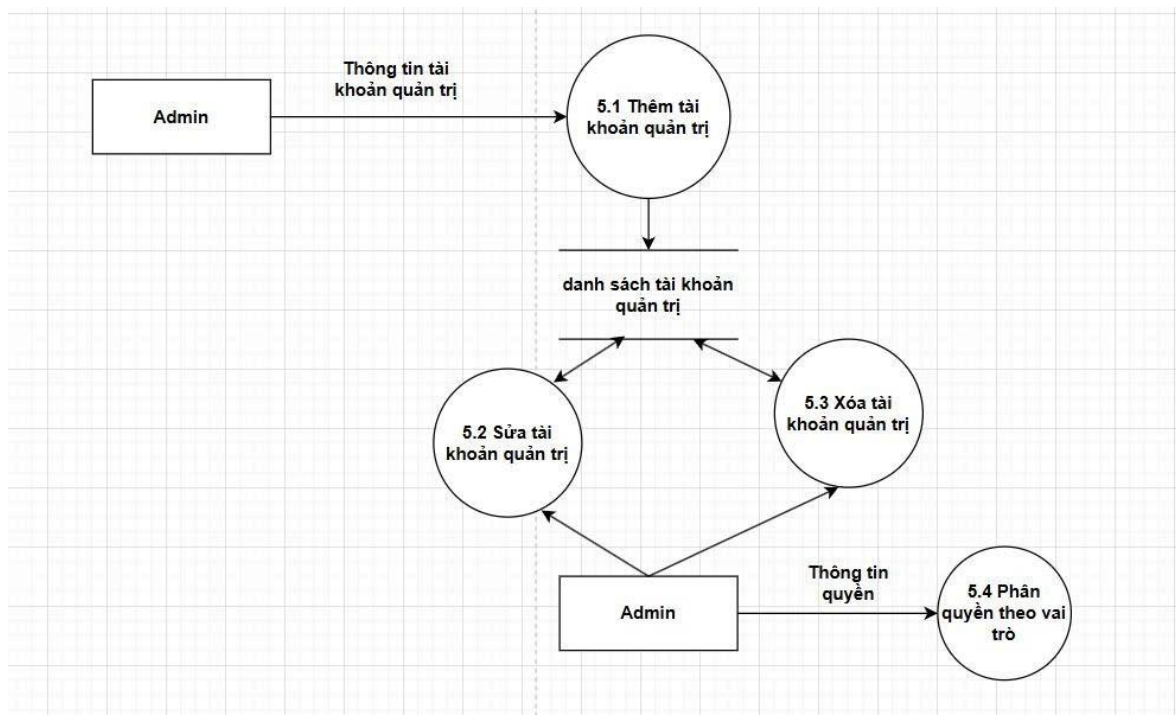 Thông tin tài
khoản quản trị
Admin
5.1 Thêm tài
khoản quản trị
danh sách tài khoản
quản trị
5.3 Xóa tài
khoản quản trị
5.2 Sửa tài
khoản quản trị
Thông tin
quyền
Admin
5.4 Phân
quyền theo vai
trò